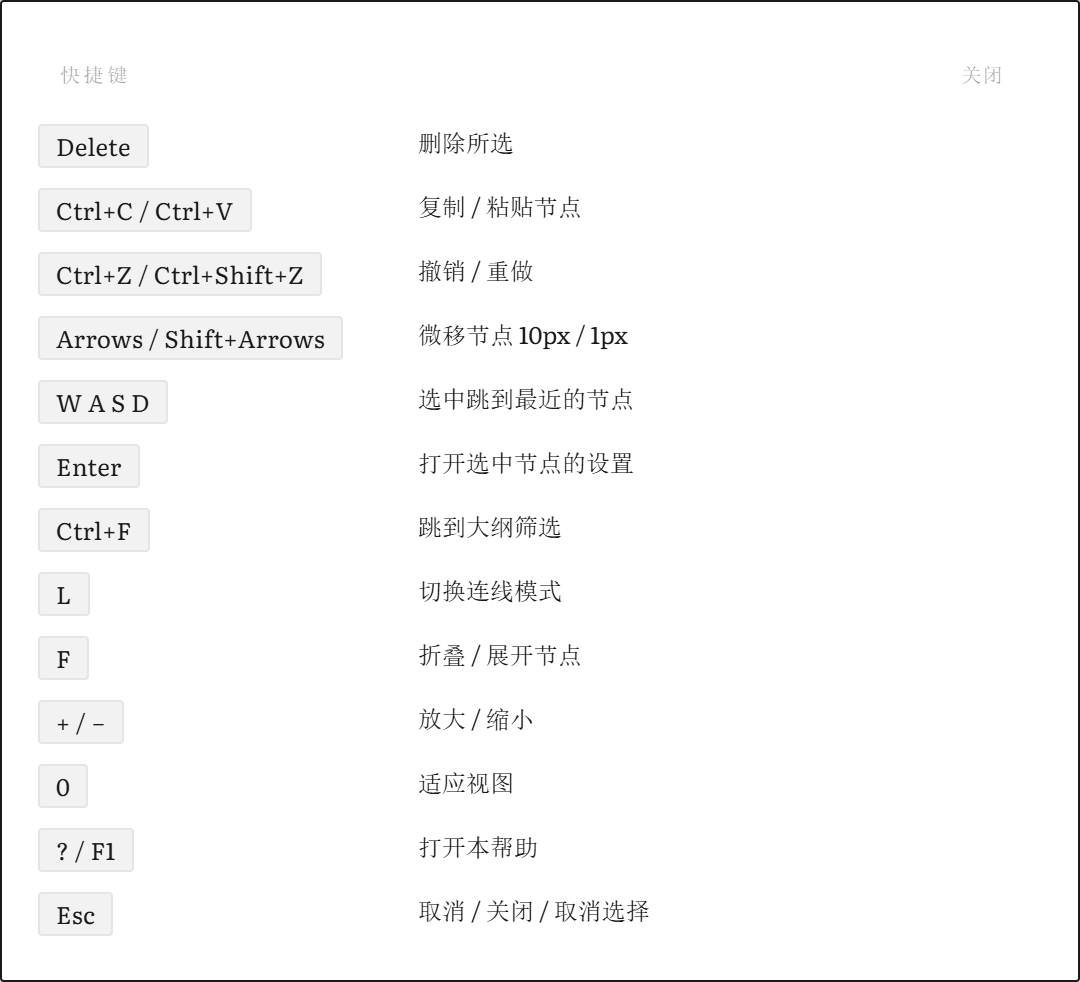 快捷键 关闭
Delete 删除所选
Ctrl+C / Ctrl+V 复制 / 粘贴节点
Ctrl+Z / Ctrl+Shift+Z 撤销 / 重做
Arrows / Shift+Arrows 微移节点 10px / 1px
W A S D 选中跳到最近的节点
Enter 打开选中节点的设置
Ctrl+F 跳到大纲筛选
L 切换连线模式
F 折叠 / 展开节点
+ / − 放大 / 缩小
0 适应视图
? / F1 打开本帮助
Esc 取消 / 关闭 / 取消选择